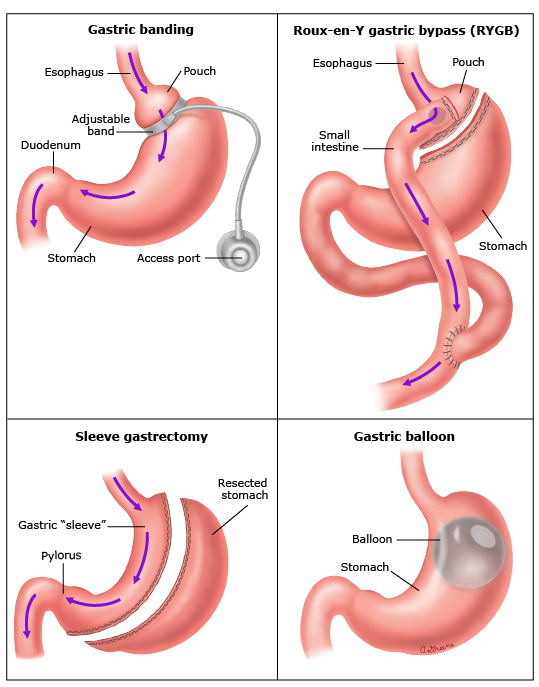 Gastric banding
Esophagus
Pouch
Adjustable
band
Duodenum
Stomach
Access port
Roux-en-Y gastric bypass (RYGB)
Esophagus
Pouch
Small
intestine
Stomach
Sleeve gastrectomy
Resected
stomach
Gastric “sleeve”
Pylorus
Gastric balloon
Balloon
Stomach